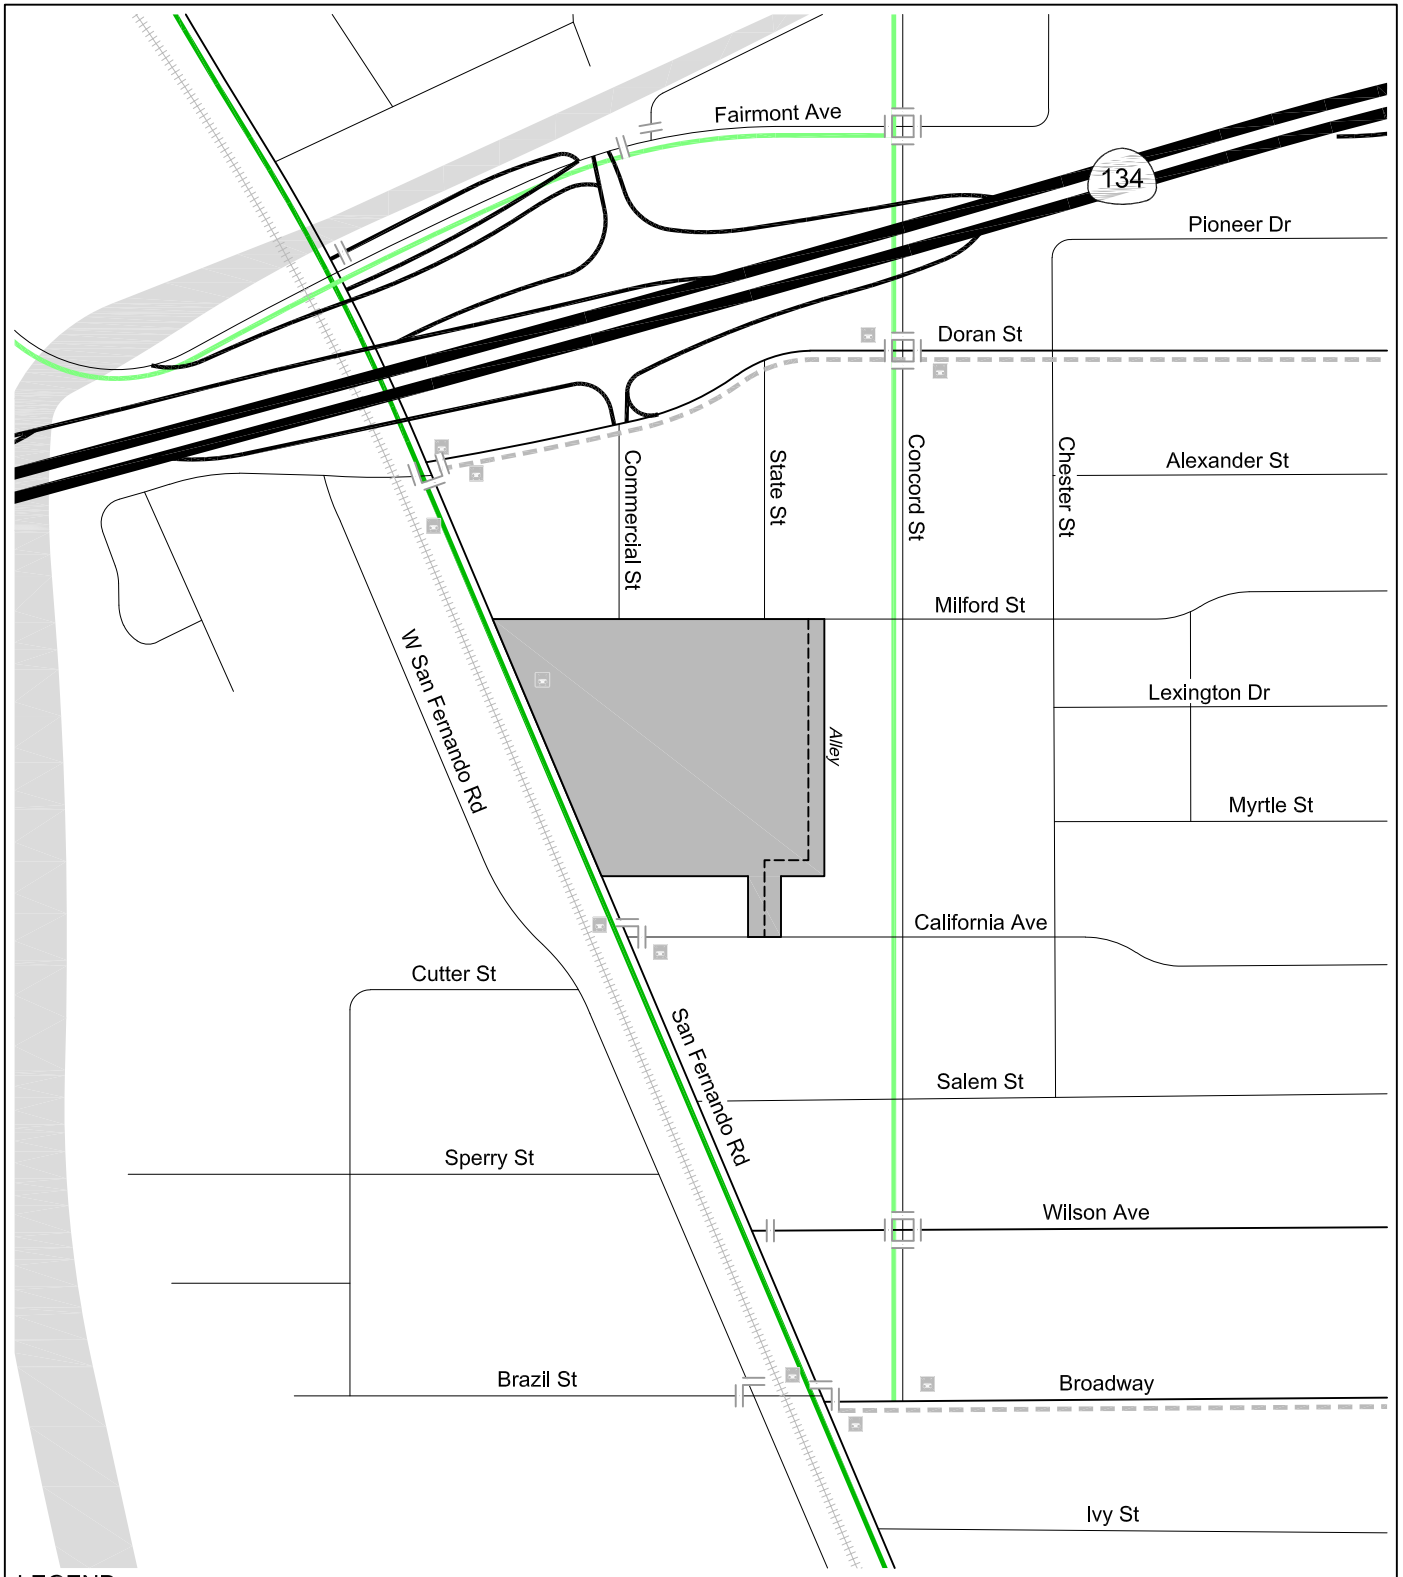 Fairmont Ave
134
Pioneer Dr
Doran St
Commercial St
State St
Concord St
Chester St
Alexander St
Milford St
W San Fernando Rd
Lexington Dr
Alley
Myrtle St
California Ave
Cutter St
San Fernando Rd
Salem St
Sperry St
Wilson Ave
Brazil St
Broadway
Ivy St
LEGEND